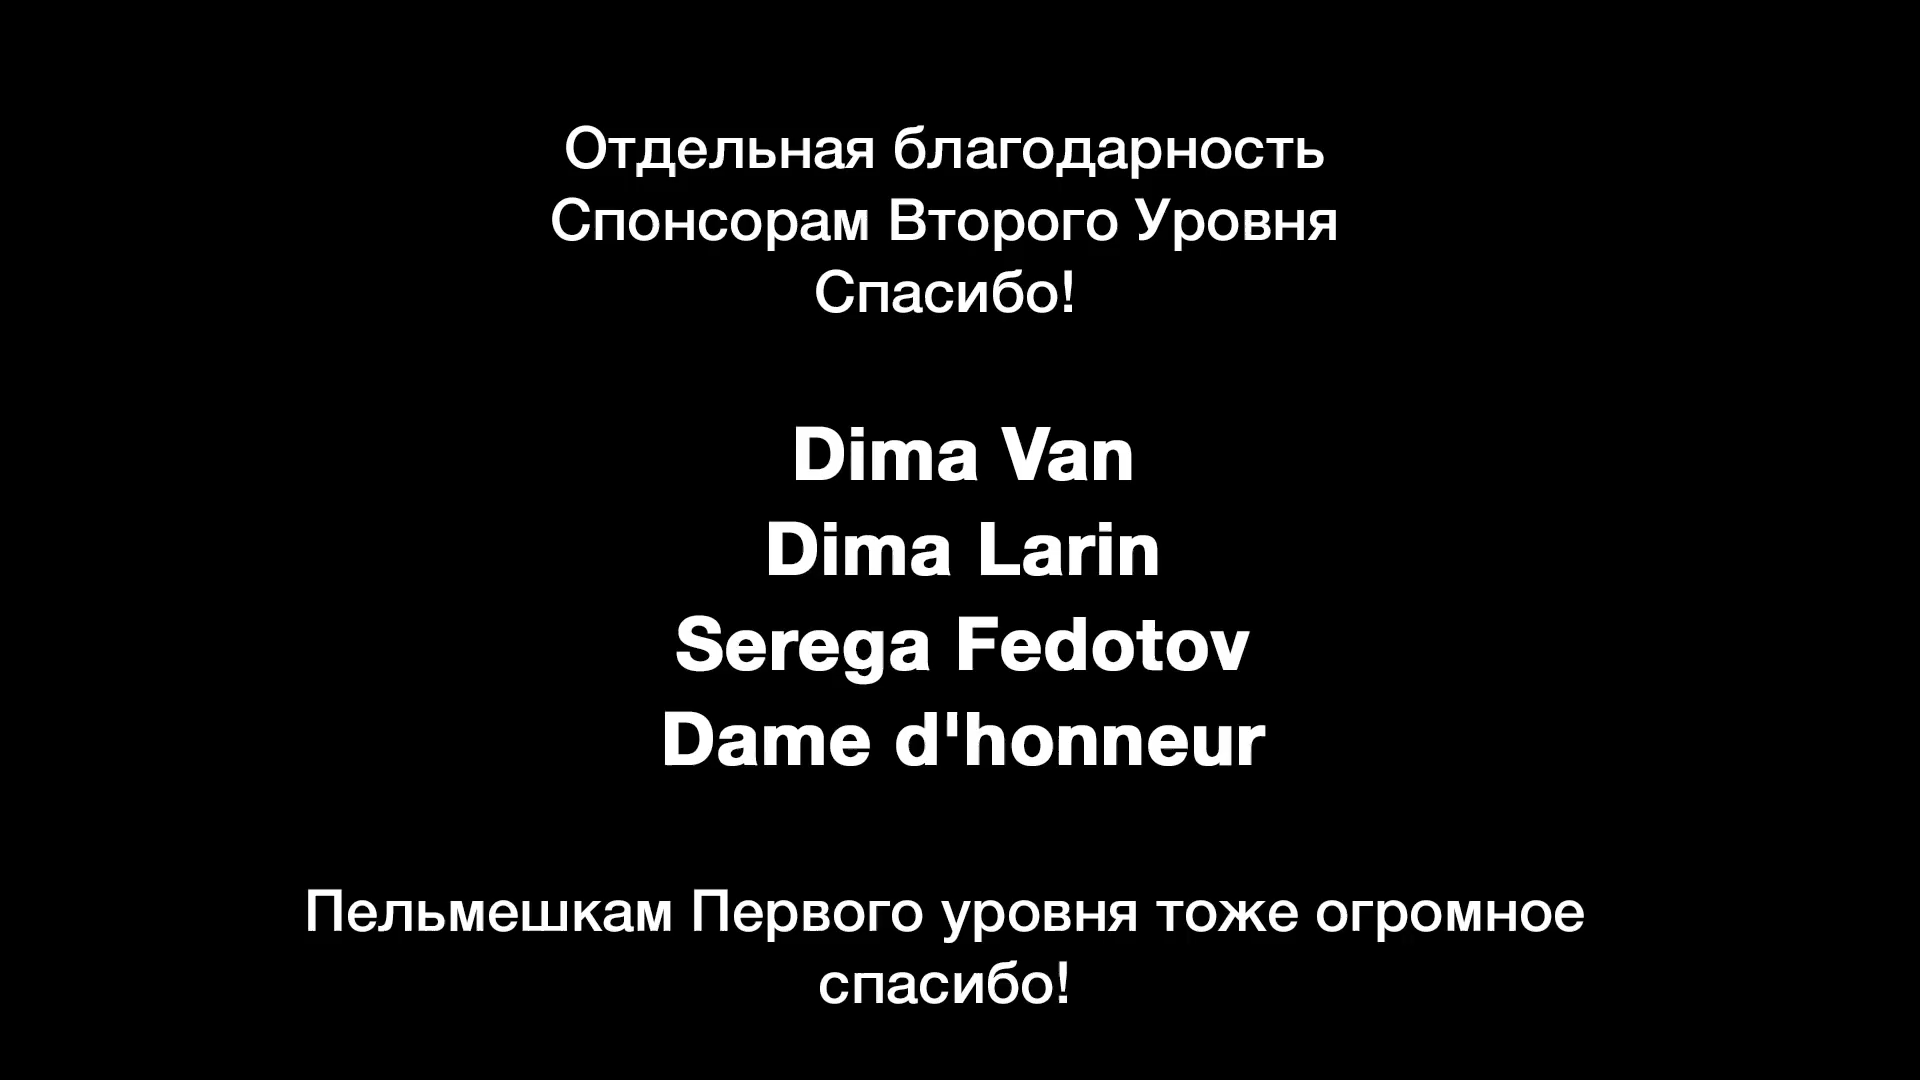 Отдельная благодарность
Спонсорам Второго Уровня
Спасибо!
Dima Van
Dima Larin
Serega Fedotov
Dame d'honneur
Пельмешкам Первого уровня тоже огромное
спасибо!